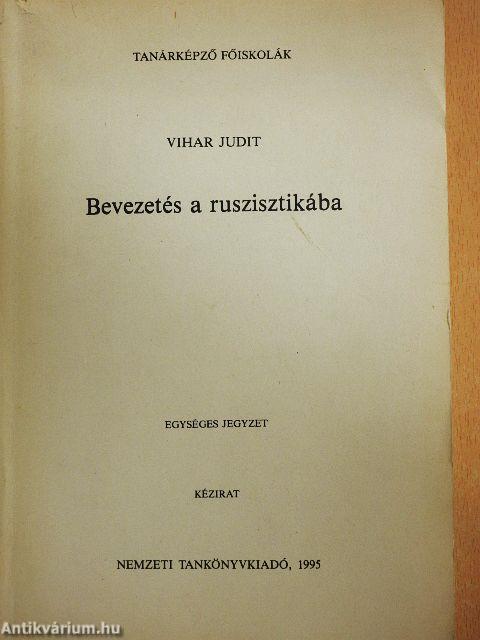 TANÁRKÉPZŐ FŐISKOLÁK
VIHAR JUDIT
Bevezetés a ruszisztikába
EGYSÉGES JEGYZET
KÉZIRAT
NEMZETI TANKÖNYVKIADÓ, 1995
Antikvárium.hu